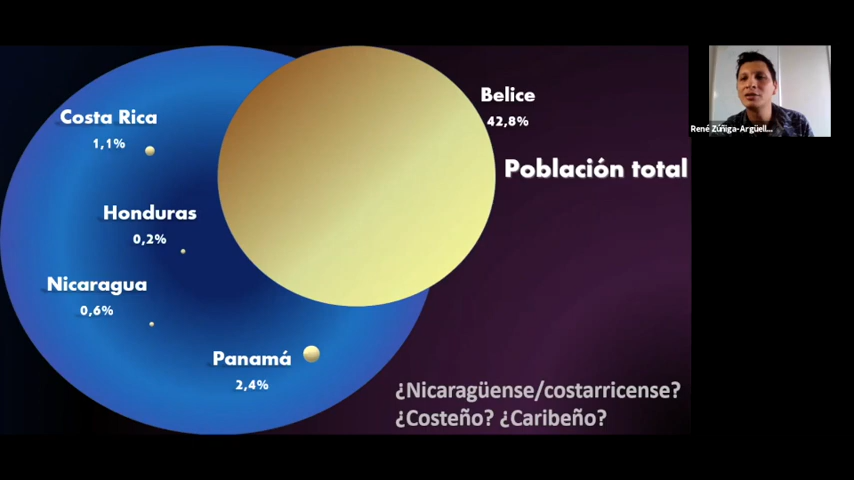 Costa Rica
1,1%
Honduras
0,2%
Nicaragua
0,6%
Panamá
2,4%
Belice
42,8%
Población total
¿Nicaragüense/costarricense?
¿Costeño? ¿Caribeño?
René Zúñiga-Argüell...